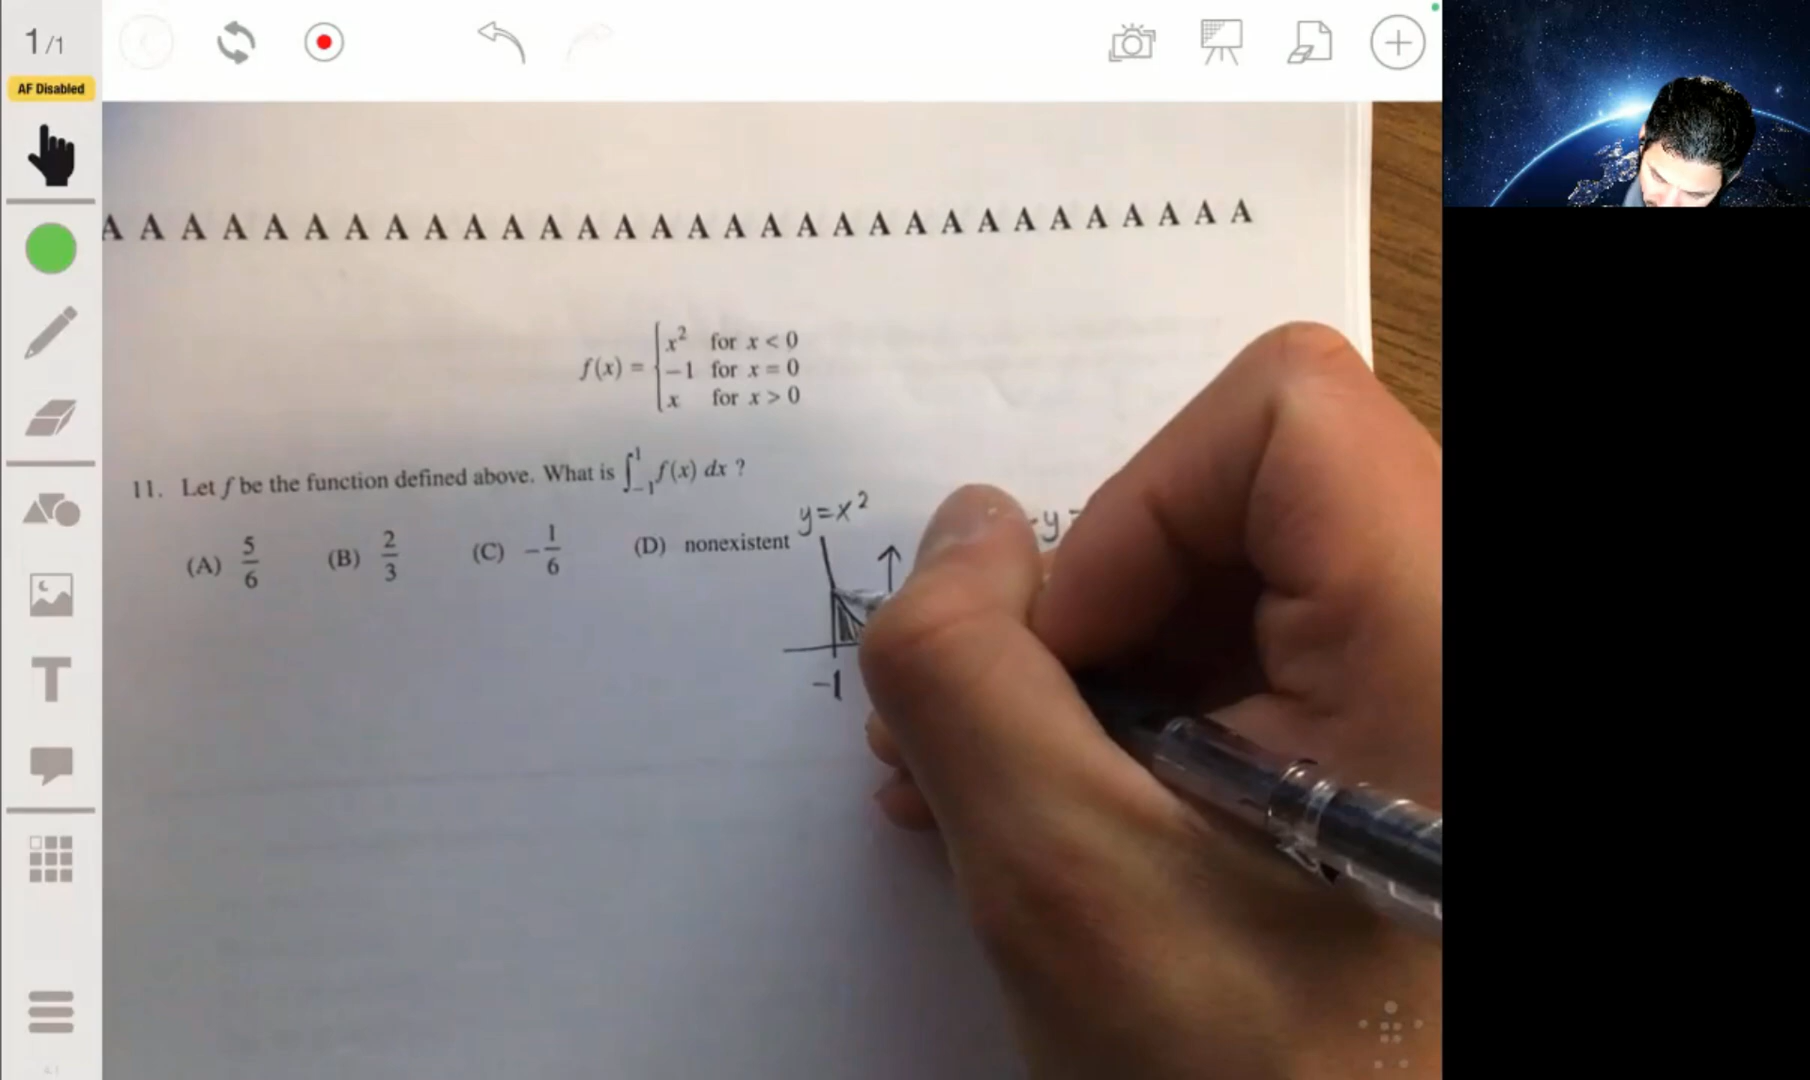 1/1
AF Disabled
A A A A A A A A A A A A A A A A A A A A A A A A A A A A A A
f(x) = { x² for x < 0
-1 for x = 0
x for x > 0
11. Let f be the function defined above. What is ∫₋₁¹ f(x) dx ?
(A) 5/6 (B) 2/3 (C) -1/6 (D) nonexistent
y=x²
y=
-1
T